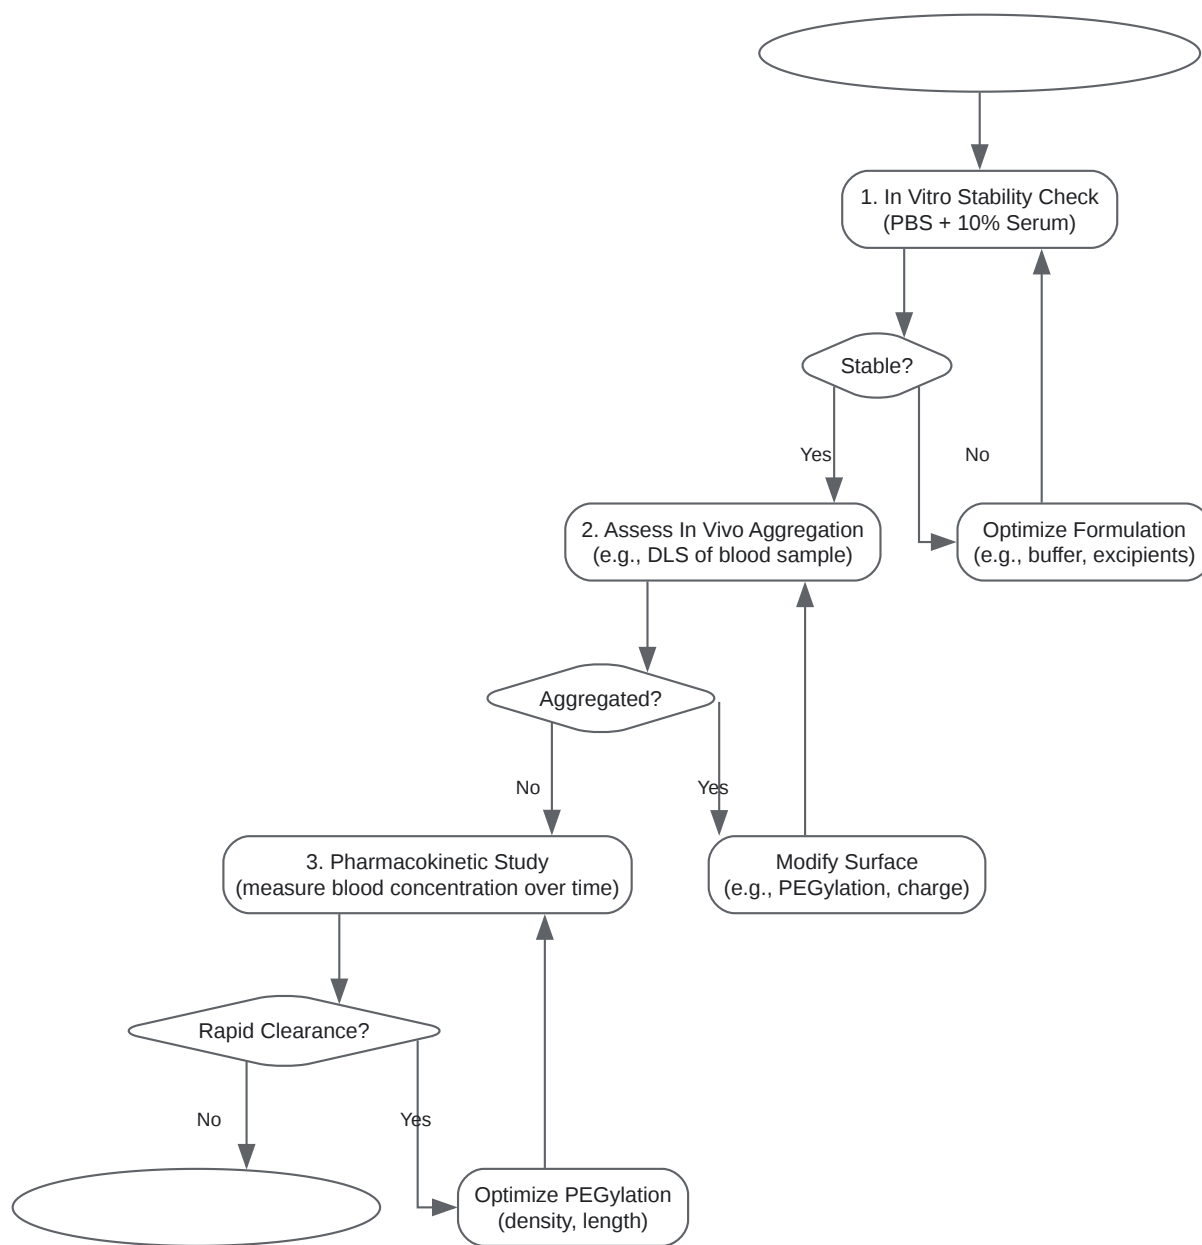 1. In Vitro Stability Check
(PBS + 10% Serum)
Stable?
Yes
No
2. Assess In Vivo Aggregation
(e.g., DLS of blood sample)
Optimize Formulation
(e.g., buffer, excipients)
Aggregated?
No
Yes
3. Pharmacokinetic Study
(measure blood concentration over time)
Modify Surface
(e.g., PEGylation, charge)
Rapid Clearance?
No
Yes
Optimize PEGylation
(density, length)